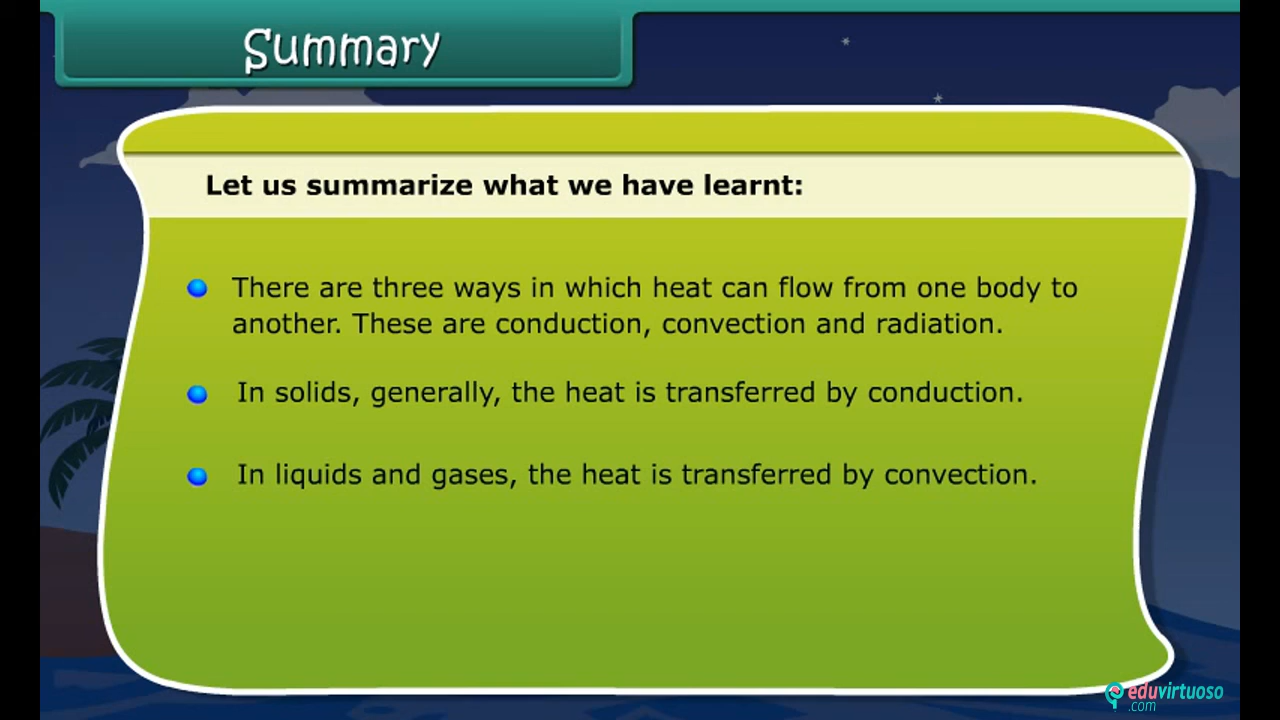 Summary
Let us summarize what we have learnt:
There are three ways in which heat can flow from one body to
another. These are conduction, convection and radiation.
In solids, generally, the heat is transferred by conduction.
In liquids and gases, the heat is transferred by convection.
eduvirtuoso
.com